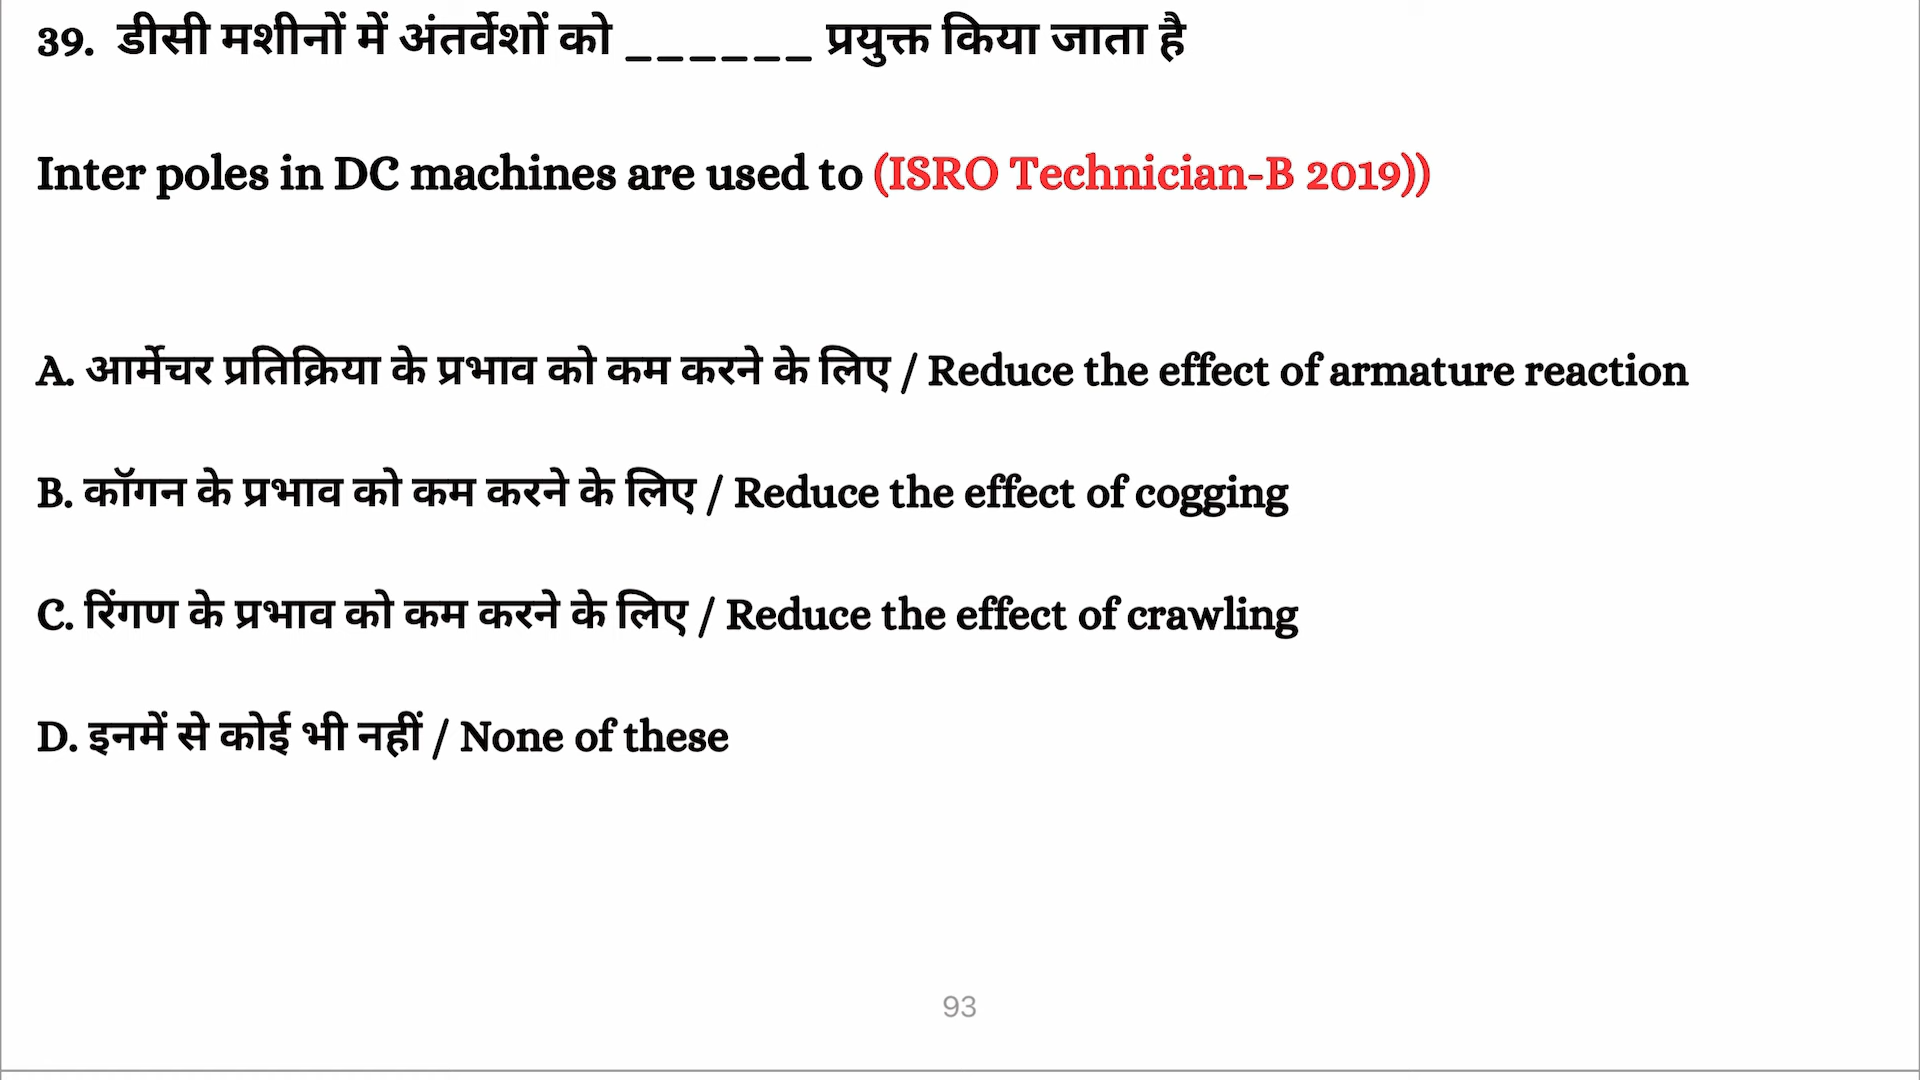 39. डीसी मशीनों में अंतर्वेशों को ______ प्रयुक्त किया जाता है
Inter poles in DC machines are used to (ISRO Technician-B 2019))
A. आर्मेचर प्रतिक्रिया के प्रभाव को कम करने के लिए / Reduce the effect of armature reaction
B. कॉगन के प्रभाव को कम करने के लिए / Reduce the effect of cogging
C. रिंगण के प्रभाव को कम करने के लिए / Reduce the effect of crawling
D. इनमें से कोई भी नहीं / None of these
93